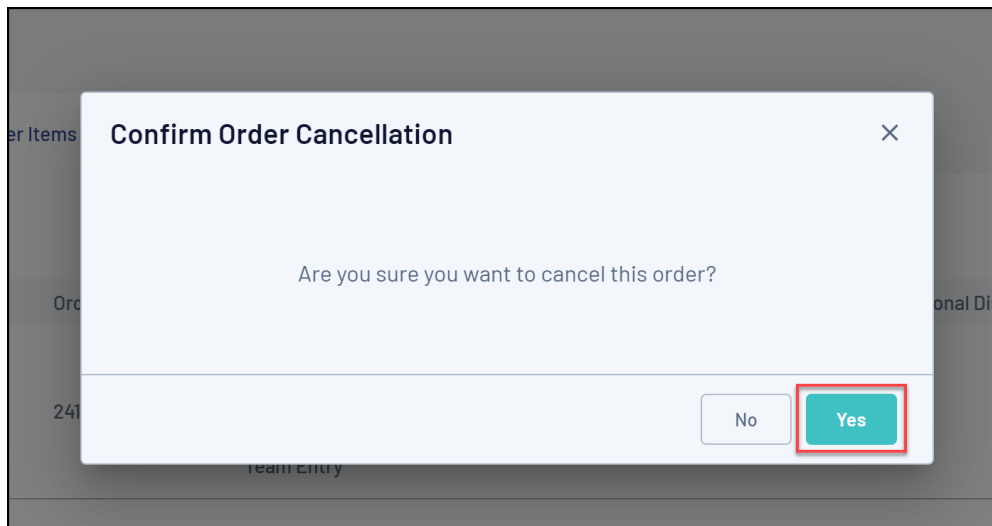 Confirm Order Cancellation
er Items
Are you sure you want to cancel this order?
Orc
onal Di
241
No
Yes
Team Entry